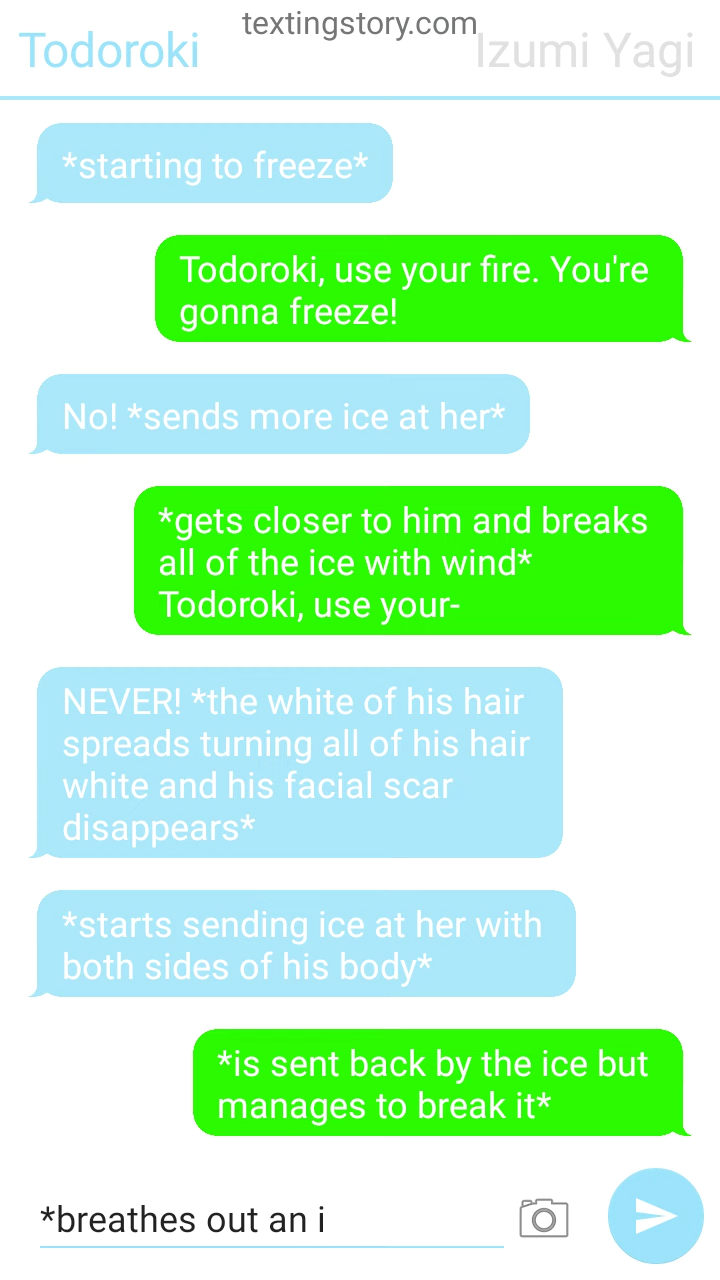 textingstory.com
Todoroki
Izumi Yagi
*starting to freeze*
Todoroki, use your fire. You're
gonna freeze!
No! *sends more ice at her*
*gets closer to him and breaks
all of the ice with wind*
Todoroki, use your-
NEVER! *the white of his hair
spreads turning all of his hair
white and his facial scar
disappears*
*starts sending ice at her with
both sides of his body*
*is sent back by the ice but
manages to break it*
*breathes out an i